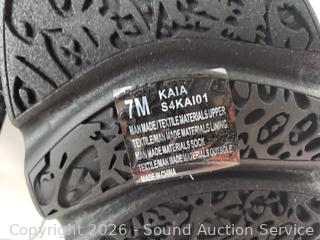 7M KAIA
S4KAI01
MAN MADE/TEXTILE MATERIALS UPPER
TEXTILE/MAN MADE MATERIALS LINING
MAN MADE MATERIALS SOCK
TEXTILE/MAN MADE MATERIALS OUTSOLE
MADE IN CHINA
Copyright 2026 - Sound Auction Service